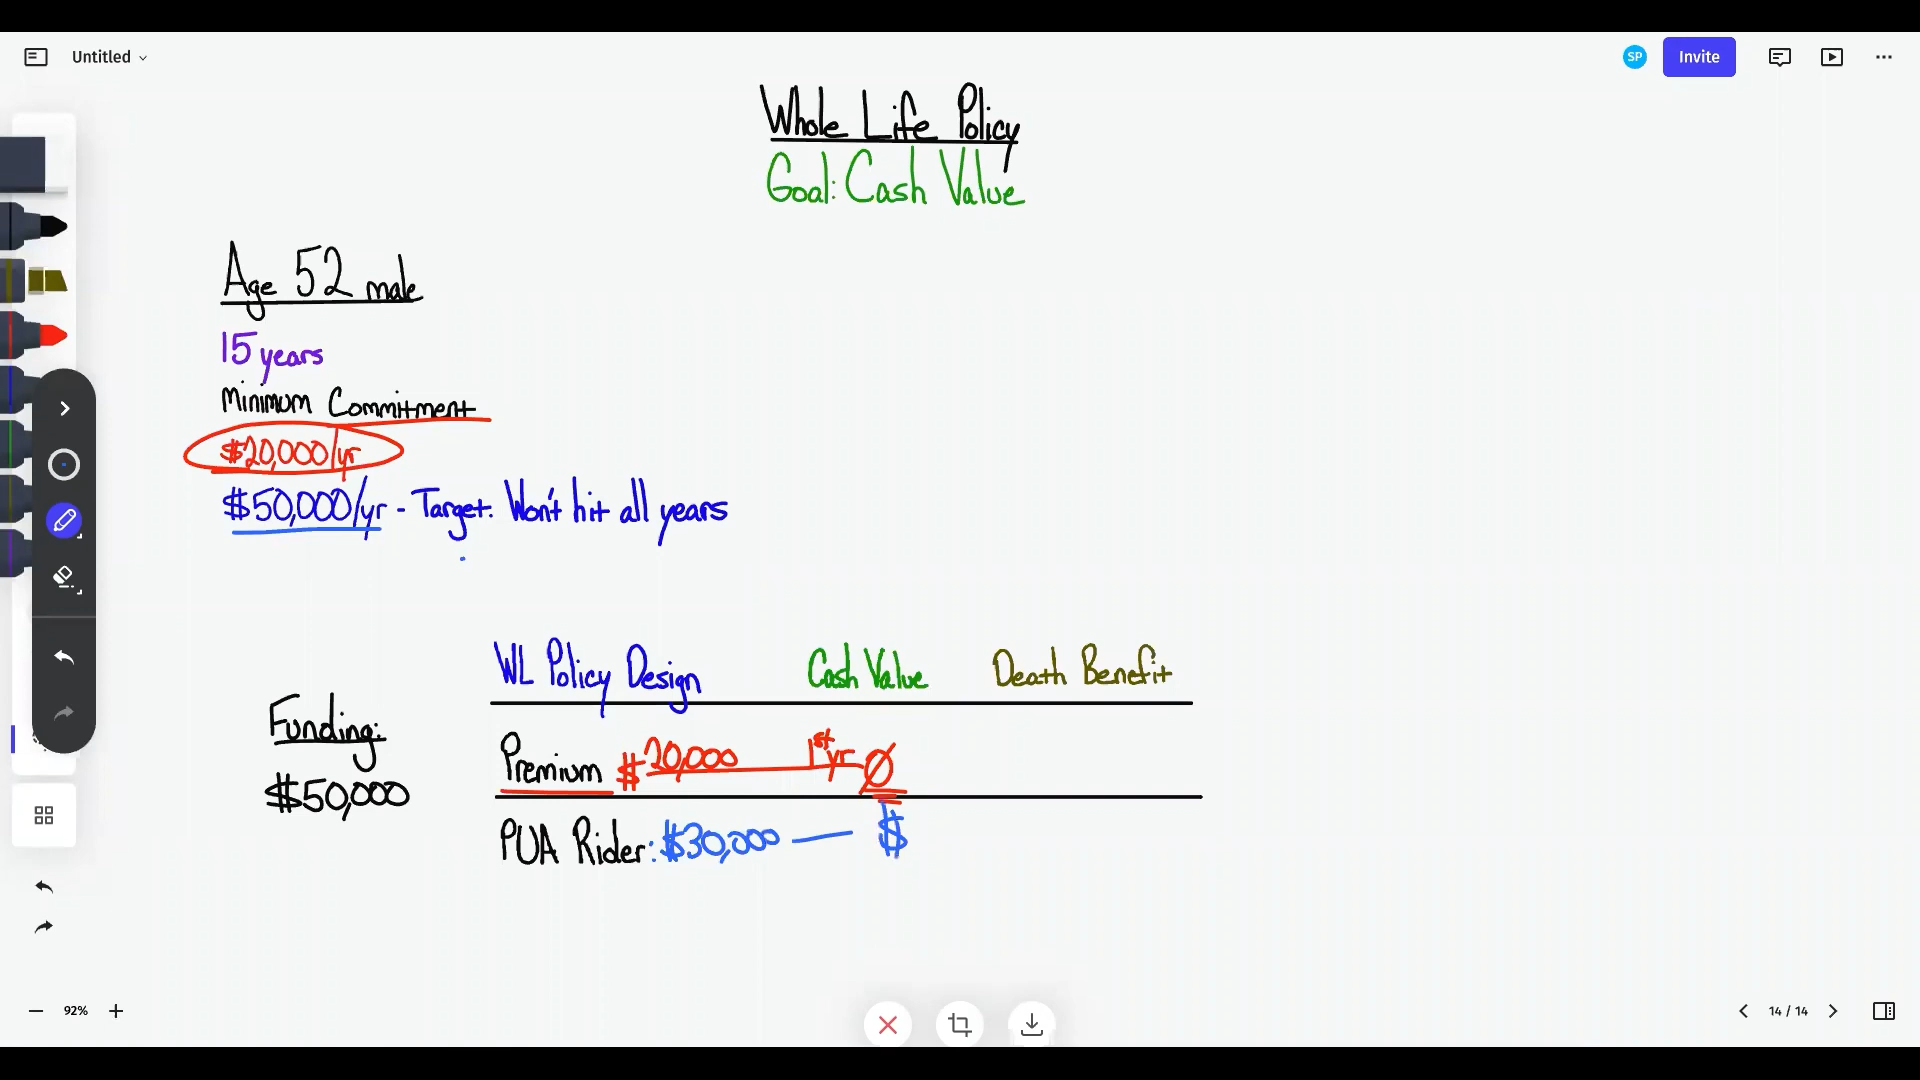 Untitled
SP
Invite
Whole Life Policy
Goal: Cash Value
Age 52 male
15 years
Minimum Commitment
$20,000/yr
$50,000/yr - Target: Won't hit all years
WL Policy Design Cash Value Death Benefit
Funding:
$50,000
Premium $20,000 1st yr Ø
PUA Rider: $30,000 — $
92%
14 / 14